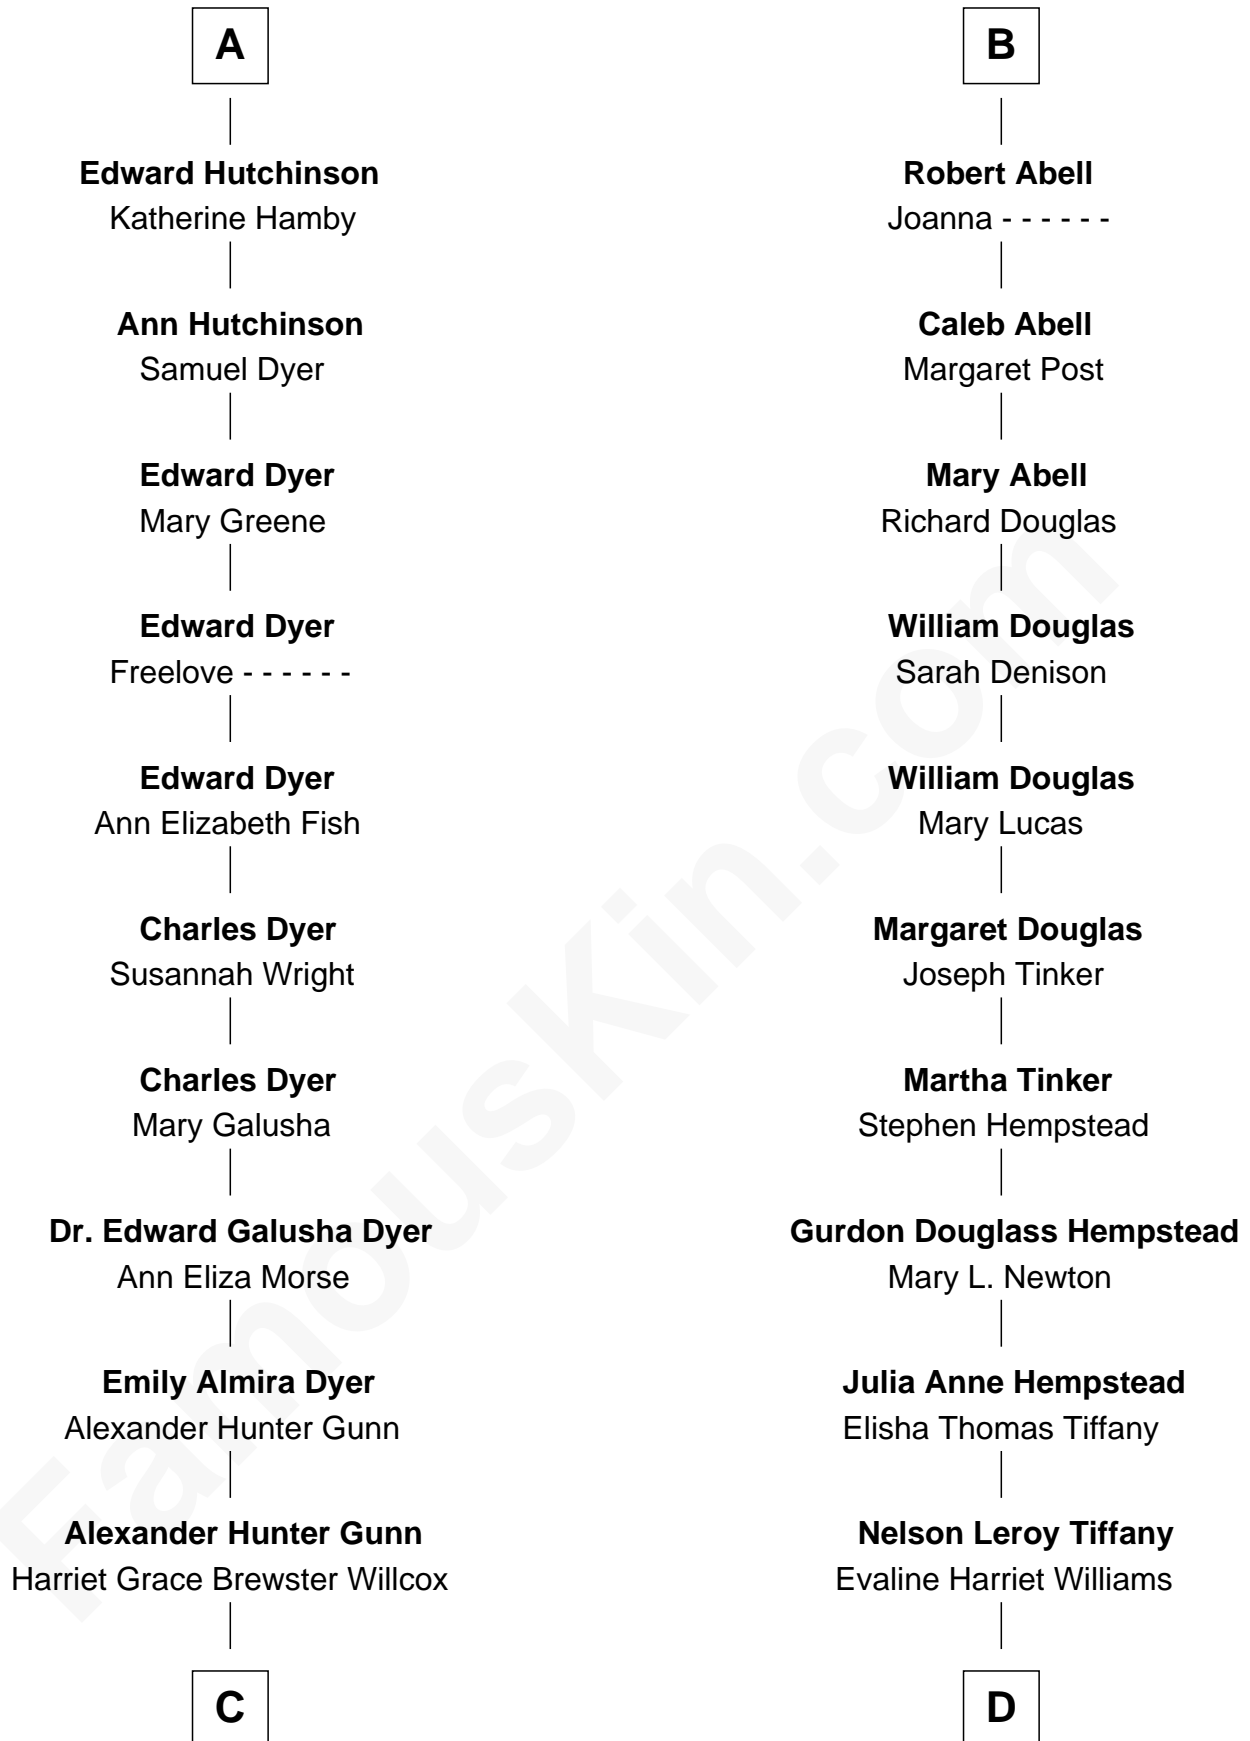 A
Edward Hutchinson
Katherine Hamby
Ann Hutchinson
Samuel Dyer
Edward Dyer
Mary Greene
Edward Dyer
Freelove - - - - - -
Edward Dyer
Ann Elizabeth Fish
Charles Dyer
Susannah Wright
Charles Dyer
Mary Galusha
Dr. Edward Galusha Dyer
Ann Eliza Morse
Emily Almira Dyer
Alexander Hunter Gunn
Alexander Hunter Gunn
Harriet Grace Brewster Willcox
C
B
Robert Abell
Joanna - - - - - -
Caleb Abell
Margaret Post
Mary Abell
Richard Douglas
William Douglas
Sarah Denison
William Douglas
Mary Lucas
Margaret Douglas
Joseph Tinker
Martha Tinker
Stephen Hempstead
Gurdon Douglass Hempstead
Mary L. Newton
Julia Anne Hempstead
Elisha Thomas Tiffany
Nelson Leroy Tiffany
Evaline Harriet Williams
D
FamousKin.com